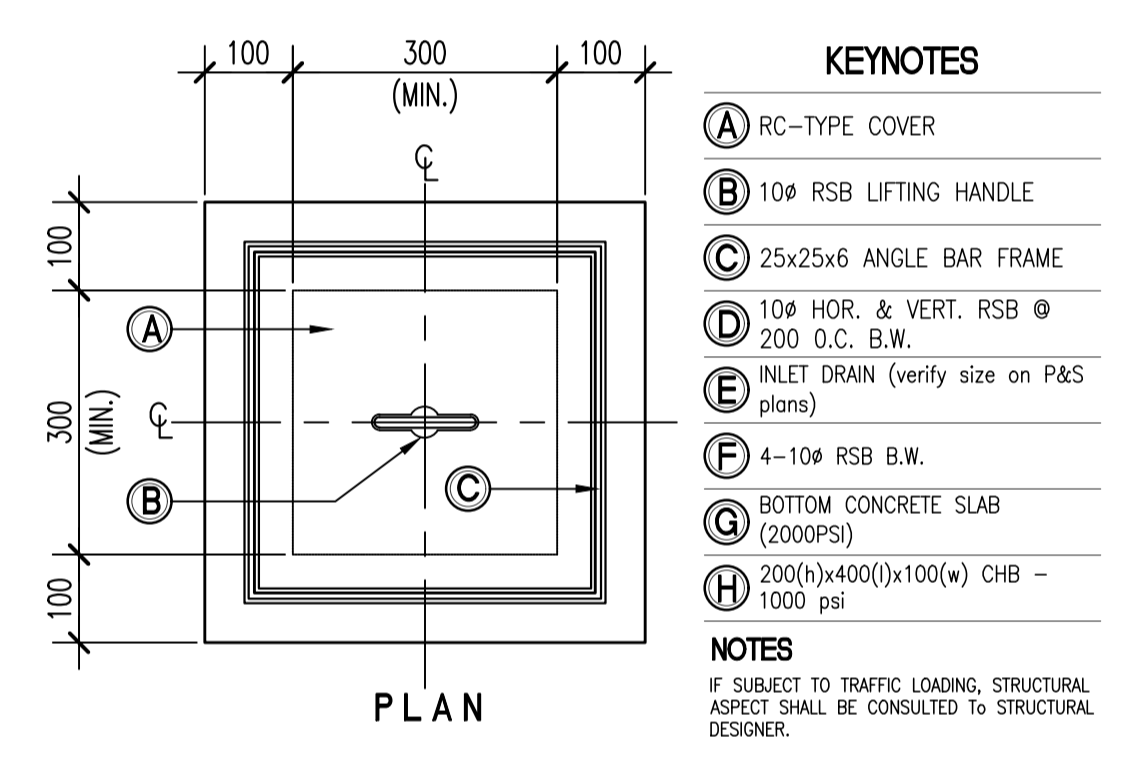 100 300 100
(MIN.)
℄
100
300
(MIN.)
℄
100
A
B
C
PLAN
KEYNOTES
A RC-TYPE COVER
B 10ø RSB LIFTING HANDLE
C 25x25x6 ANGLE BAR FRAME
D 10ø HOR. & VERT. RSB @
200 O.C. B.W.
E INLET DRAIN (verify size on P&S
plans)
F 4-10ø RSB B.W.
G BOTTOM CONCRETE SLAB
(2000PSI)
H 200(h)x400(l)x100(w) CHB -
1000 psi
NOTES
IF SUBJECT TO TRAFFIC LOADING, STRUCTURAL
ASPECT SHALL BE CONSULTED To STRUCTURAL
DESIGNER.